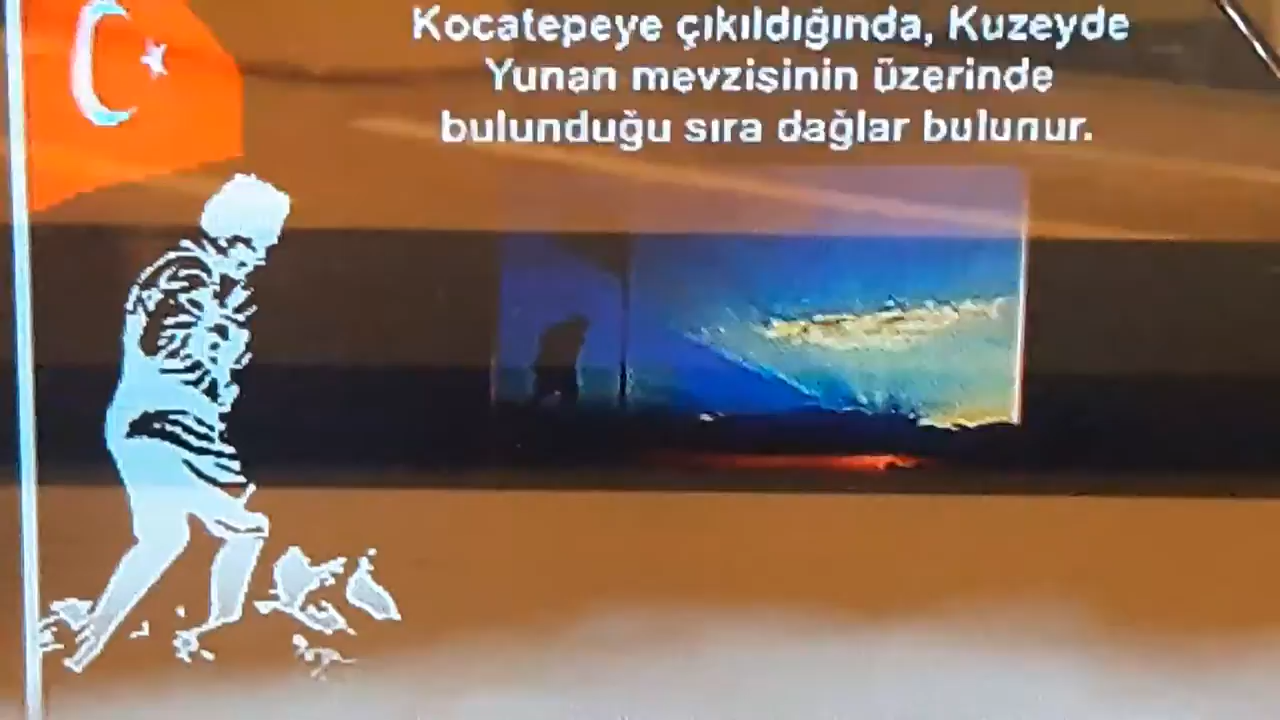 Kocatepeye çıkıldığında, Kuzeyde
Yunan mevzisinin üzerinde
bulunduğu sıra dağlar bulunur.